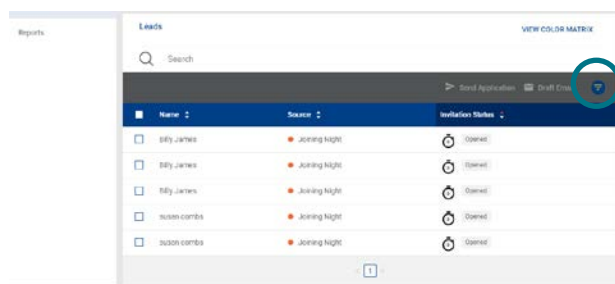 Reports
Leads
VIEW COLOR MATRIX
Search
Send Application Draft Email
Name Source Invitation Status
Billy James Joining Night Opened
Billy James Joining Night Opened
Billy James Joining Night Opened
susan combs Joining Night Opened
susan combs Joining Night Opened
1